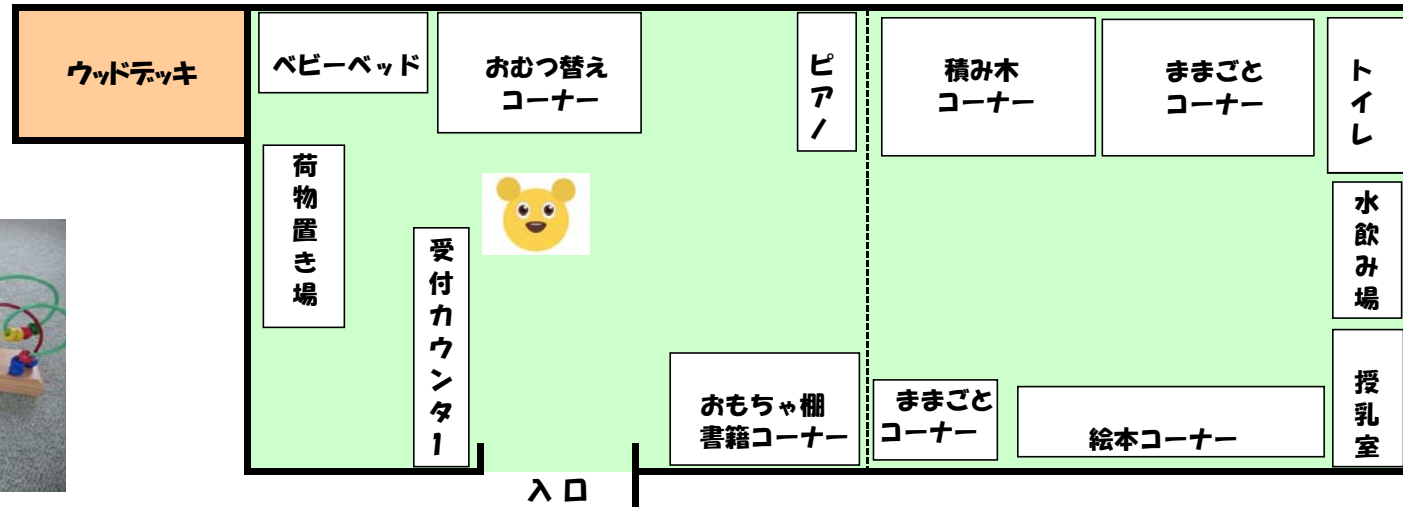 ウッドデッキ
ベビーベッド
おむつ替え
コーナー
ピアノ
積み木
コーナー
ままごと
コーナー
トイレ
荷物置き場
受付カウンター
水飲み場
おもちゃ棚
書籍コーナー
ままごと
コーナー
絵本コーナー
授乳室
入口